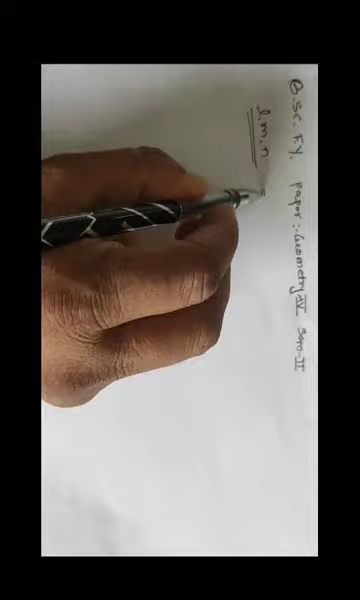 B.SC. F.Y. paper :- Geometry IV sem-II
l, m, n